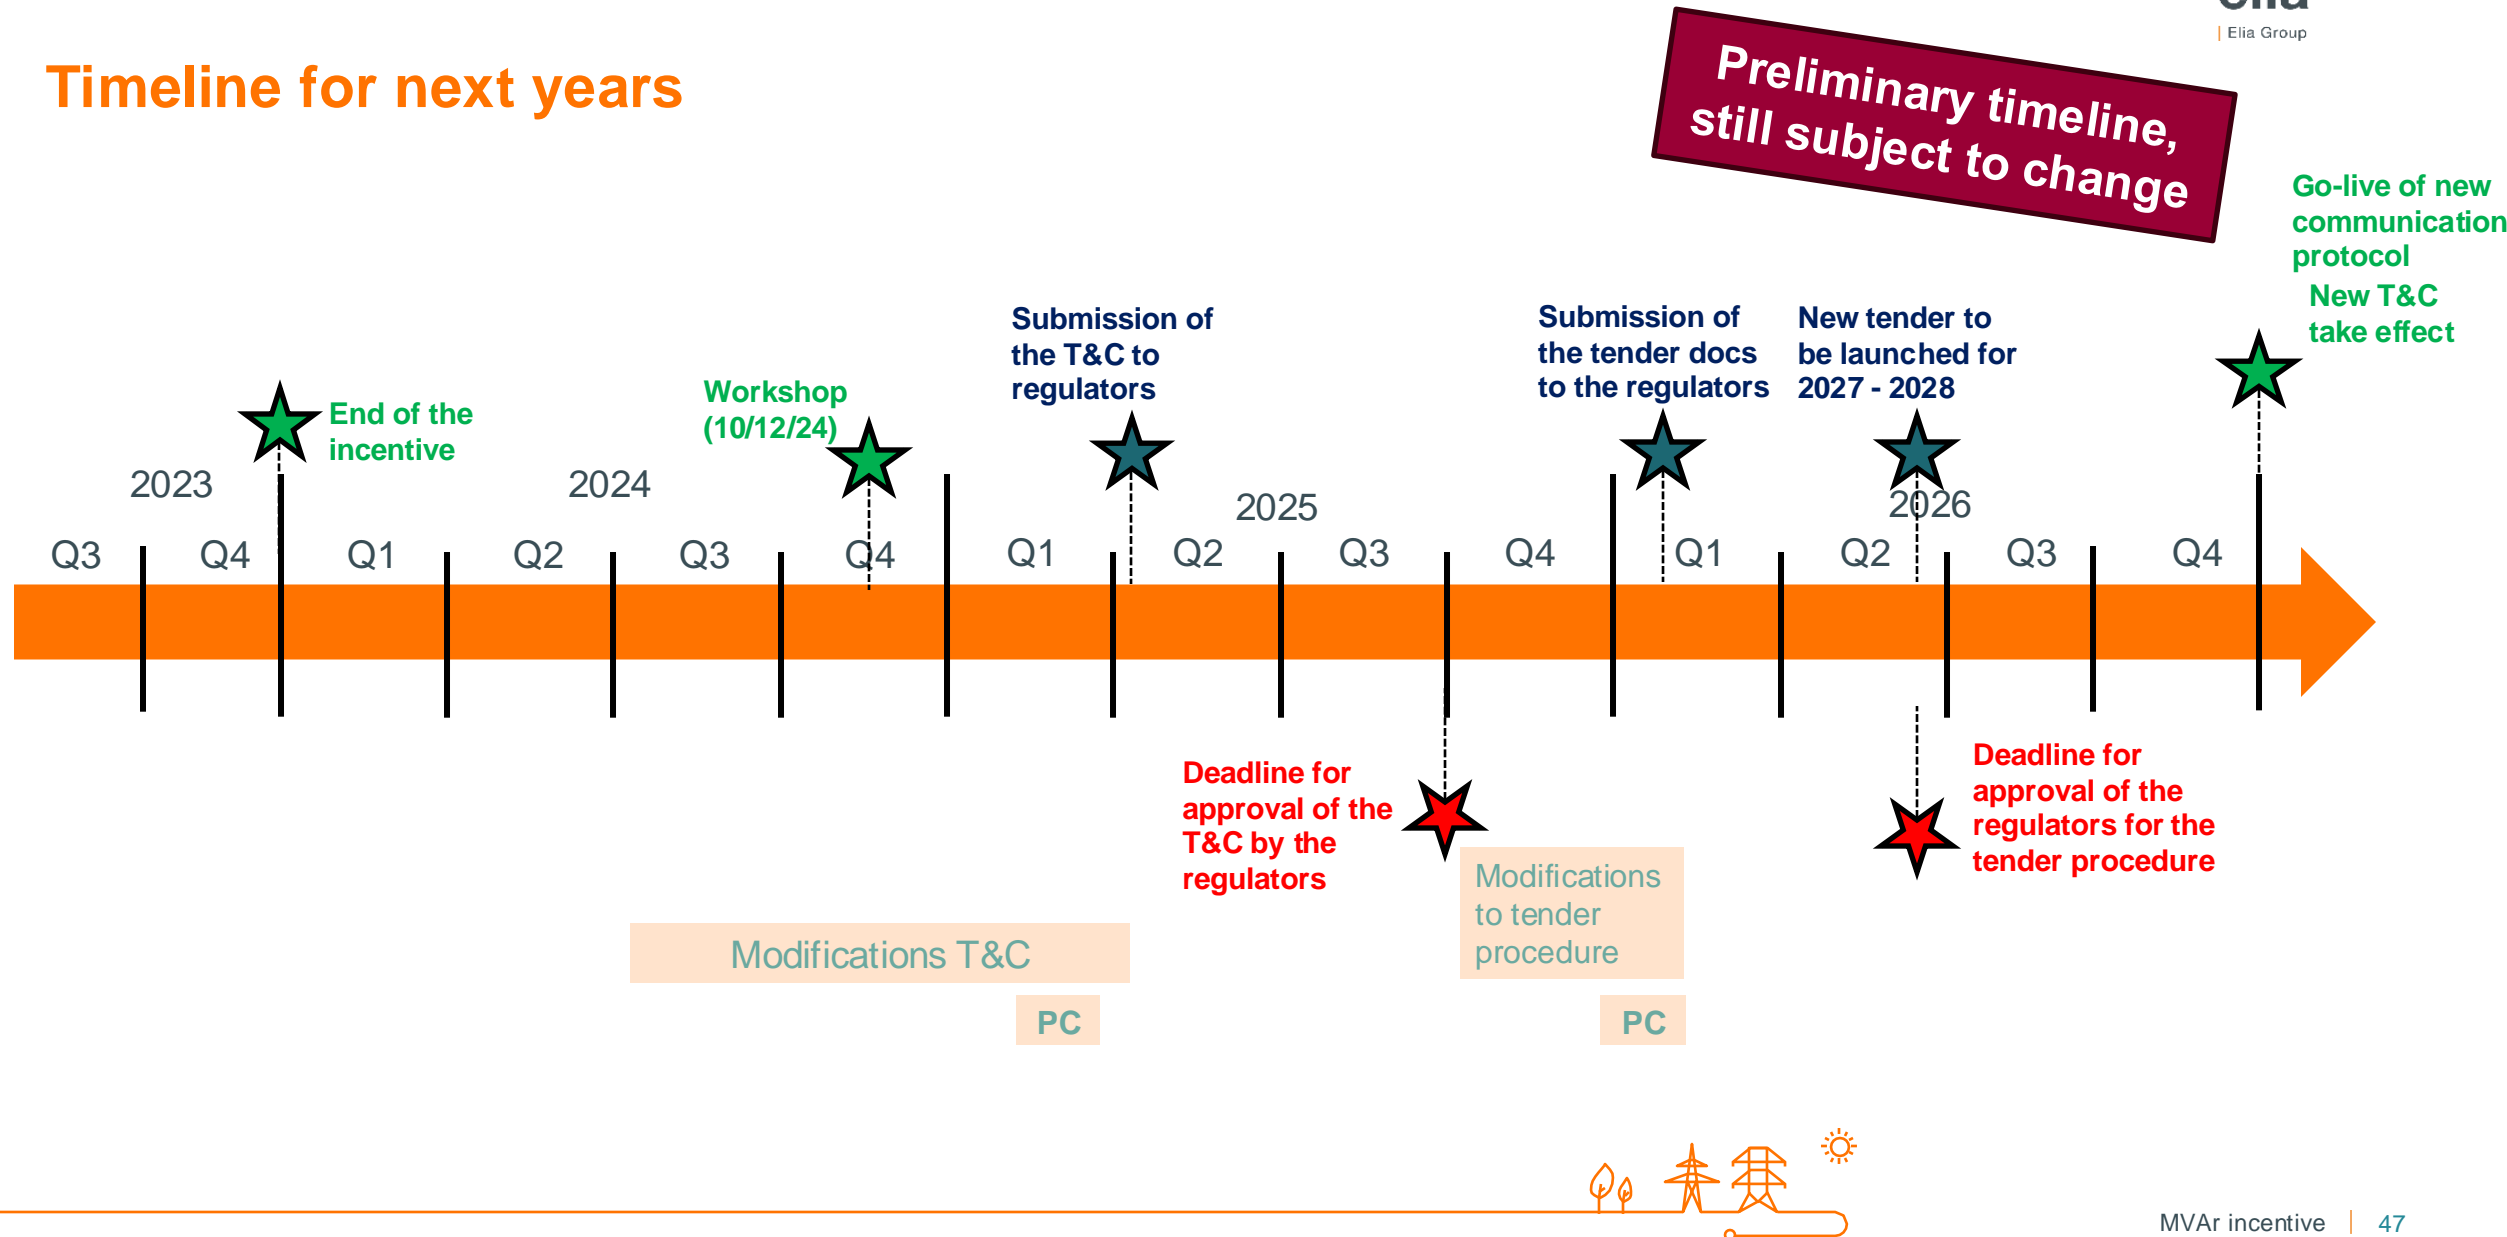 elia
Elia Group
Timeline for next years
Preliminary timeline,
still subject to change
Go-live of new
communication
protocol
New T&C
take effect
Submission of
the T&C to
regulators
Submission of
the tender docs
to the regulators
New tender to
be launched for
2027 - 2028
Workshop
(10/12/24)
End of the
incentive
2023
2024
2025
2026
Q3
Q4
Q1
Q2
Q3
Q4
Q1
Q2
Q3
Q4
Q1
Q2
Q3
Q4
Deadline for
approval of the
T&C by the
regulators
Deadline for
approval of the
regulators for the
tender procedure
Modifications
to tender
procedure
Modifications T&C
PC
PC
MVAr incentive
47